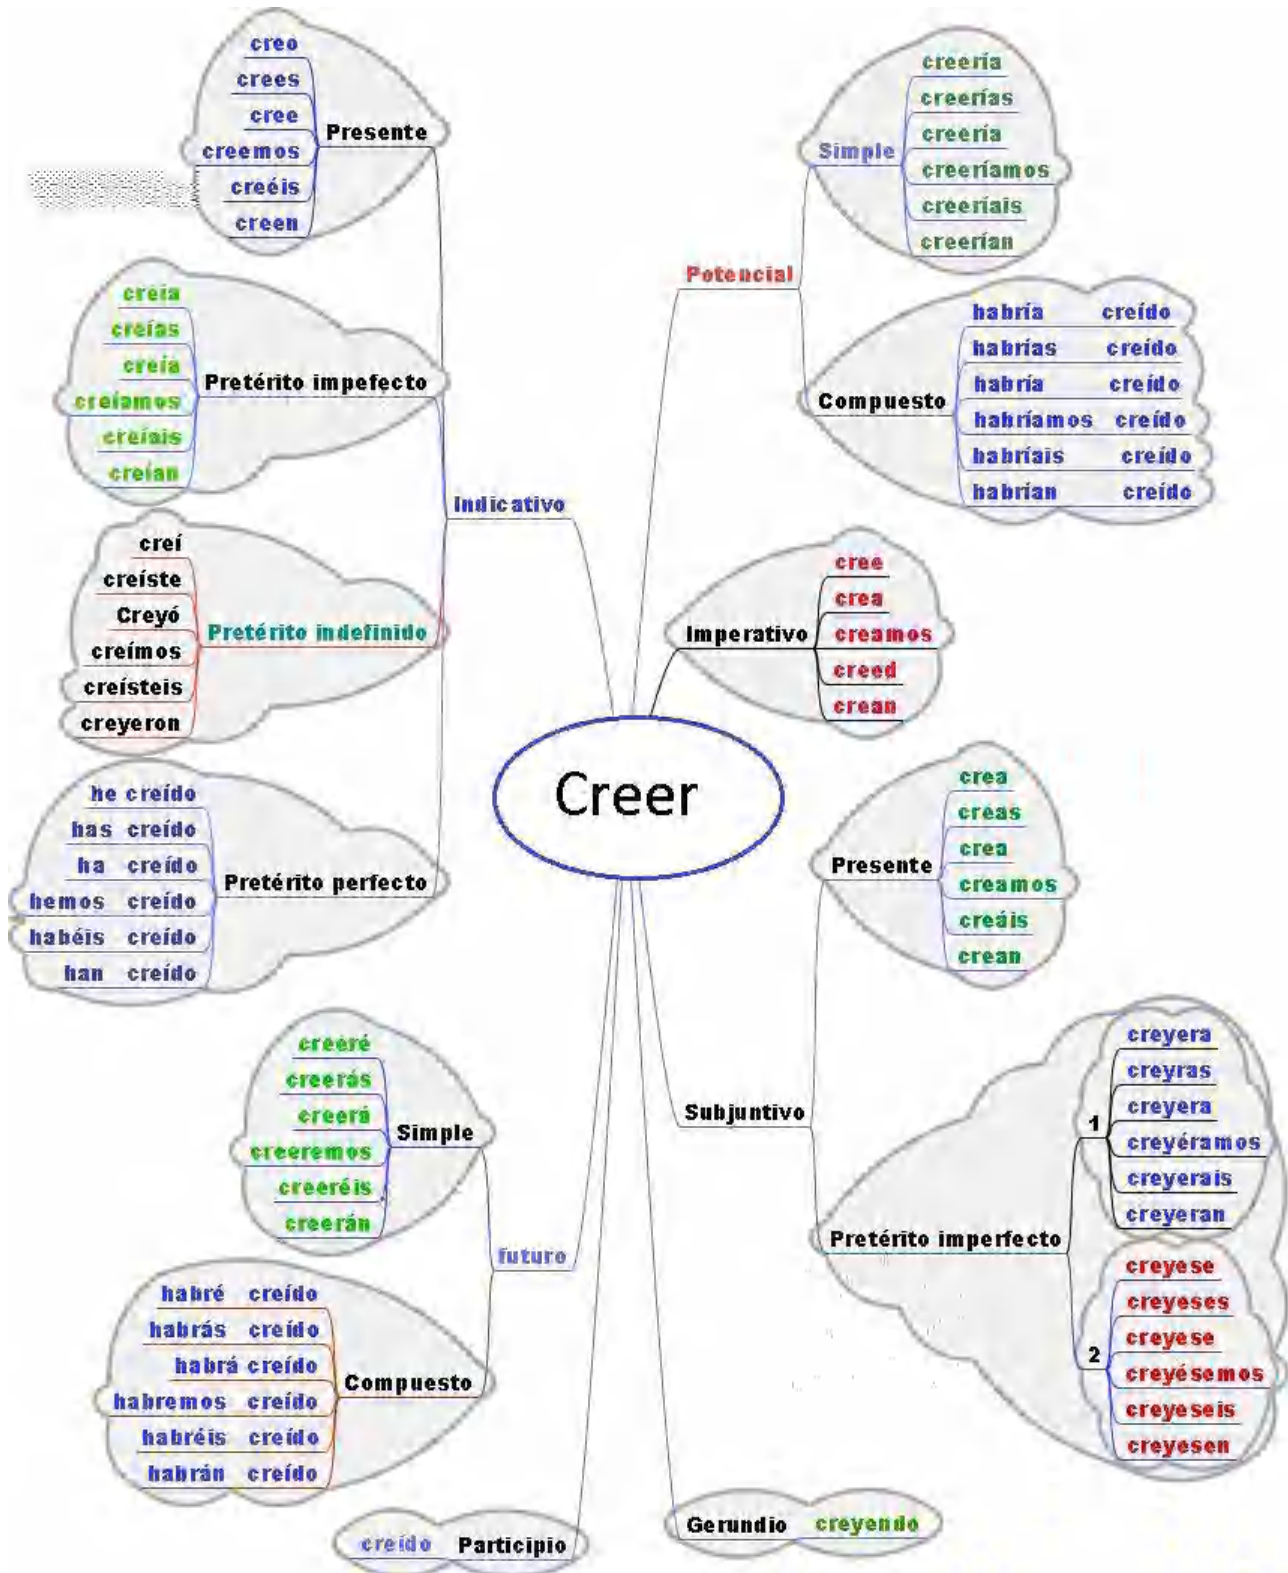 Creer
Indicativo
Presente
creo
crees
cree
creemos
creéis
creen
Pretérito impefecto
creía
creías
creía
creíamos
creíais
creían
Pretérito indefinido
creí
creíste
Creyó
creímos
creísteis
creyeron
Pretérito perfecto
he creído
has creído
ha creído
hemos creído
habéis creído
han creído
futuro
Simple
creeré
creerás
creerá
creeremos
creeréis
creerán
Compuesto
habré creído
habrás creído
habrá creído
habremos creído
habréis creído
habrán creído
Participio
creído
Potencial
Simple
creería
creerías
creería
creeríamos
creeríais
creerían
Compuesto
habría creído
habrías creído
habría creído
habríamos creído
habríais creído
habrían creído
Imperativo
cree
crea
creamos
creed
crean
Subjuntivo
Presente
crea
creas
crea
creamos
creáis
crean
Pretérito imperfecto
1
creyera
creyras
creyera
creyéramos
creyerais
creyeran
2
creyese
creyeses
creyese
creyésemos
creyeseis
creyesen
Gerundio
creyendo